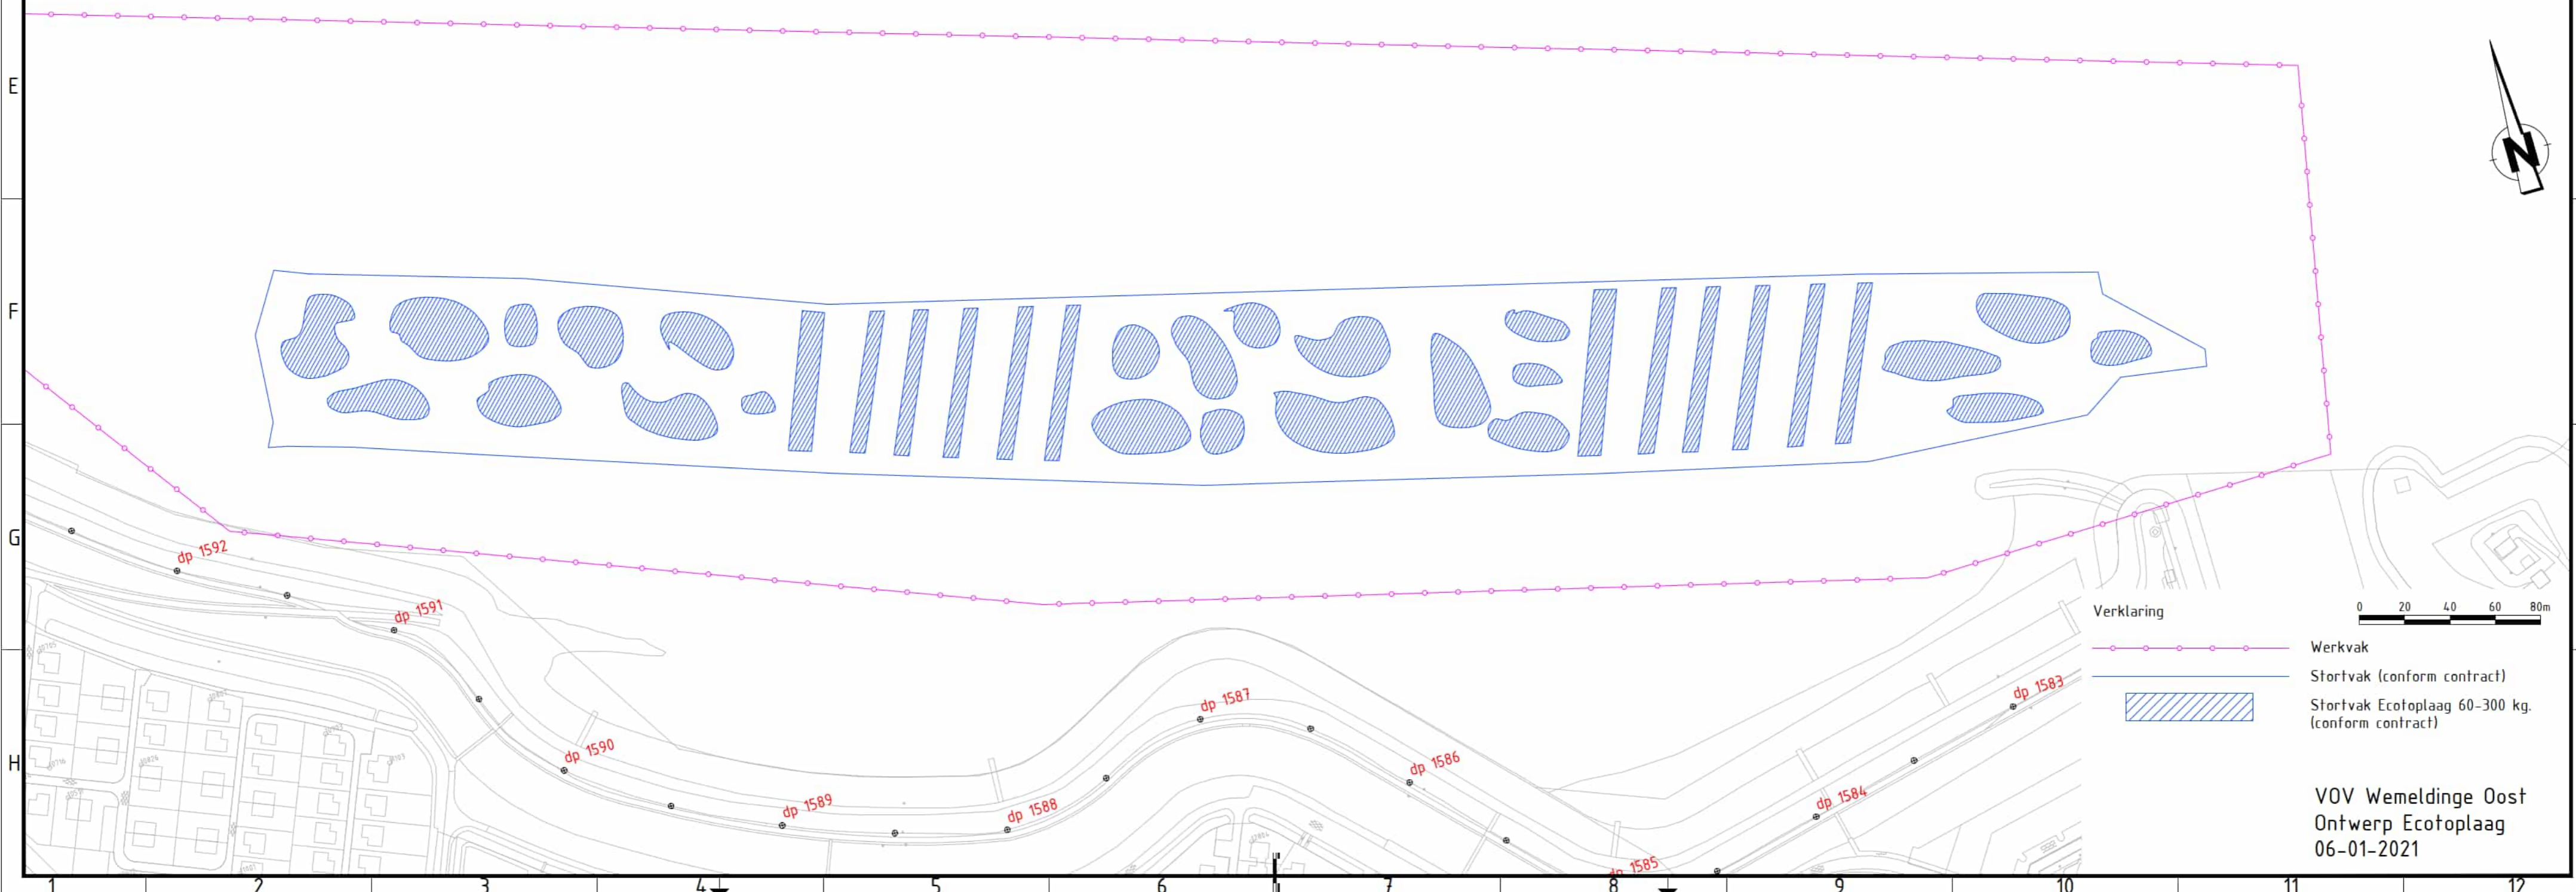 E
N
F
G
dp 1592
dp 1591
dp 1590
dp 1589
dp 1588
dp 1587
dp 1586
dp 1585
dp 1584
dp 1583
Verklaring
0 20 40 60 80m
Werkvak
Stortvak (conform contract)
Stortvak Ecotoplaag 60-300 kg.
(conform contract)
H
VOV Wemeldinge Oost
Ontwerp Ecotoplaag
06-01-2021
1 2 3 4 5 6 7 8 9 10 11 12